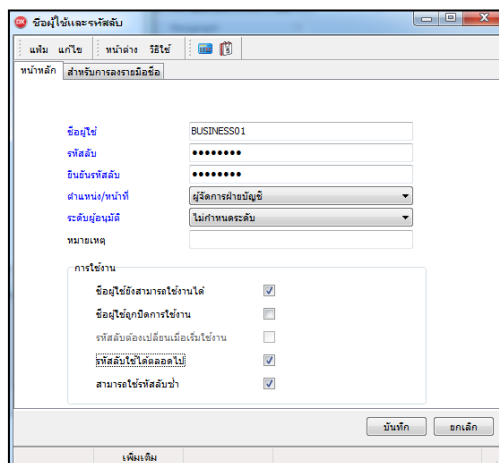 ชื่อผู้ใช้และรหัสลับ
แฟ้ม แก้ไข หน้าต่าง วิธีใช้
หน้าหลัก สำหรับการลงรายมือชื่อ
ชื่อผู้ใช้ BUSINESS01
รหัสลับ ●●●●●●●●
ยืนยันรหัสลับ ●●●●●●●●
ตำแหน่ง/หน้าที่ ผู้จัดการฝ่ายบัญชี
ระดับผู้อนุมัติ ไม่กำหนดระดับ
หมายเหตุ
การใช้งาน
ชื่อผู้ใช้ยังสามารถใช้งานได้
ชื่อผู้ใช้ถูกปิดการใช้งาน
รหัสลับต้องเปลี่ยนเมื่อเริ่มใช้งาน
รหัสลับใช้ได้ตลอดไป
สามารถใช้รหัสลับซ้ำ
บันทึก ยกเลิก
เพิ่มเติม